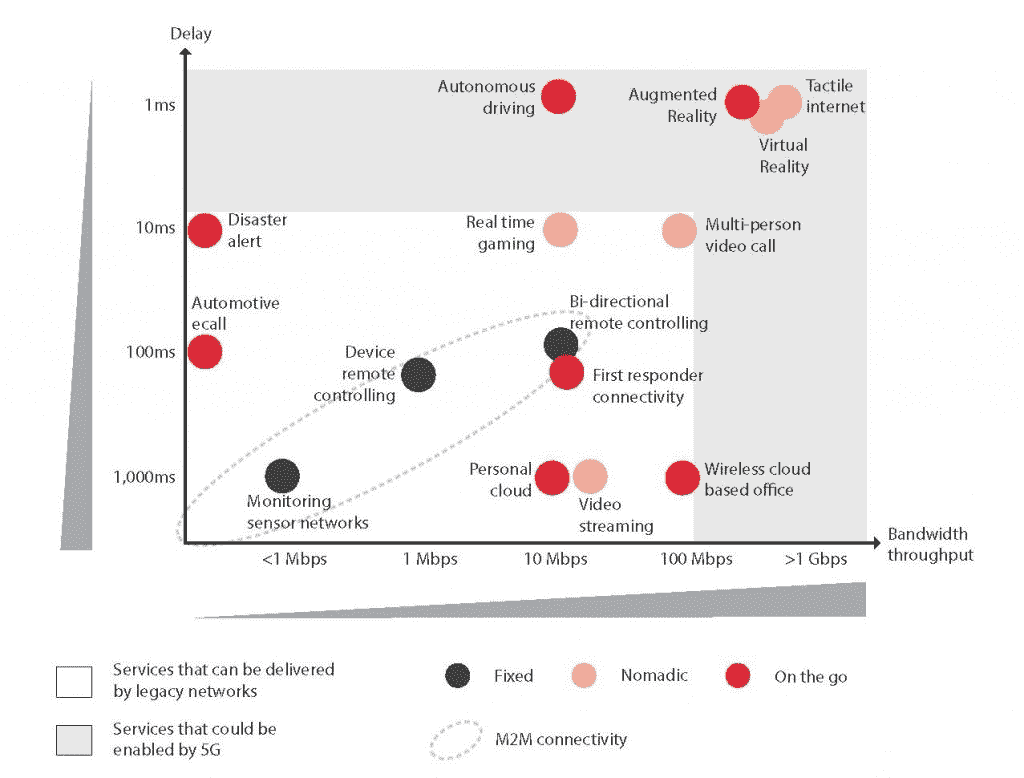 Delay
1ms
Autonomous
driving
Augmented
Reality
Tactile
internet
Virtual
Reality
10ms
Disaster
alert
Real time
gaming
Multi-person
video call
Automotive
ecall
Bi-directional
remote controlling
100ms
Device
remote
controlling
First responder
connectivity
1,000ms
Monitoring
sensor networks
Personal
cloud
Video
streaming
Wireless cloud
based office
Bandwidth
throughput
<1 Mbps
1 Mbps
10 Mbps
100 Mbps
>1 Gbps
Services that can be delivered
by legacy networks
Fixed
Nomadic
On the go
Services that could be
enabled by 5G
M2M connectivity